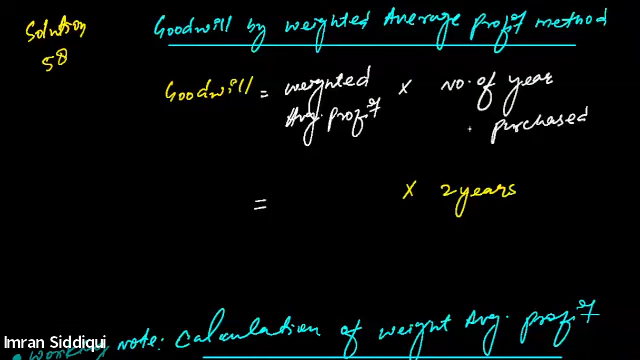 Solution 58
Goodwill by weighted Average Profit method
Goodwill = weighted Avg. profit × No. of year purchased
= × 2 years
working note: Calculation of weight Avg. profit
Imran Siddiqui